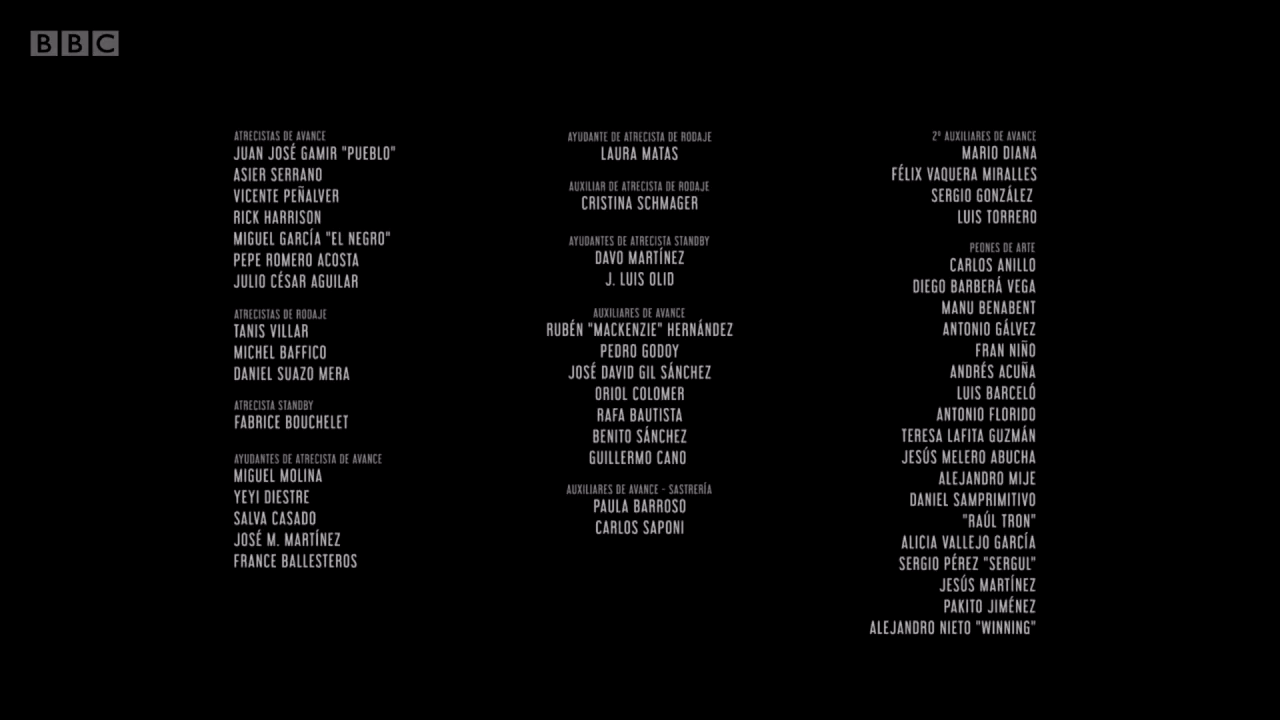 BBC
ATRECISTAS DE AVANCE
JUAN JOSÉ GAMIR "PUEBLO"
ASIER SERRANO
VICENTE PEÑALVER
RICK HARRISON
MIGUEL GARCÍA "EL NEGRO"
PEPE ROMERO ACOSTA
JULIO CÉSAR AGUILAR
ATRECISTAS DE RODAJE
TANIS VILLAR
MICHEL BAFFICO
DANIEL SUAZO MERA
ATRECISTA STANDBY
FABRICE BOUCHELET
AYUDANTES DE ATRECISTA DE AVANCE
MIGUEL MOLINA
YEYI DIESTRE
SALVA CASADO
JOSÉ M. MARTÍNEZ
FRANCE BALLESTEROS
AYUDANTE DE ATRECISTA DE RODAJE
LAURA MATAS
AUXILIAR DE ATRECISTA DE RODAJE
CRISTINA SCHMAGER
AYUDANTES DE ATRECISTA STANDBY
DAVO MARTÍNEZ
J. LUIS OLID
AUXILIARES DE AVANCE
RUBÉN "MACKENZIE" HERNÁNDEZ
PEDRO GODOY
JOSÉ DAVID GIL SÁNCHEZ
ORIOL COLOMER
RAFA BAUTISTA
BENITO SÁNCHEZ
GUILLERMO CANO
AUXILIARES DE AVANCE - SASTRERÍA
PAULA BARROSO
CARLOS SAPONI
2º AUXILIARES DE AVANCE
MARIO DIANA
FÉLIX VAQUERA MIRALLES
SERGIO GONZÁLEZ
LUIS TORRERO
PEONES DE ARTE
CARLOS ANILLO
DIEGO BARBERÁ VEGA
MANU BENABENT
ANTONIO GÁLVEZ
FRAN NIÑO
ANDRÉS ACUÑA
LUIS BARCELÓ
ANTONIO FLORIDO
TERESA LAFITA GUZMÁN
JESÚS MELERO ABUCHA
ALEJANDRO MIJE
DANIEL SAMPRIMITIVO
"RAÚL TRON"
ALICIA VALLEJO GARCÍA
SERGIO PÉREZ "SERGUL"
JESÚS MARTÍNEZ
PAKITO JIMÉNEZ
ALEJANDRO NIETO "WINNING"